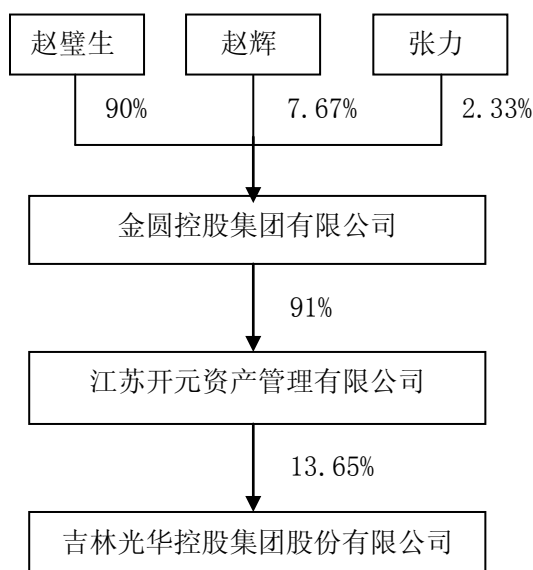 赵璧生 赵辉 张力
90% 7.67% 2.33%
金圆控股集团有限公司
91%
江苏开元资产管理有限公司
13.65%
吉林光华控股集团股份有限公司